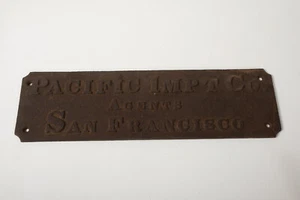 PACIFIC IMPT CO.
AGENTS
SAN FRANCISCO